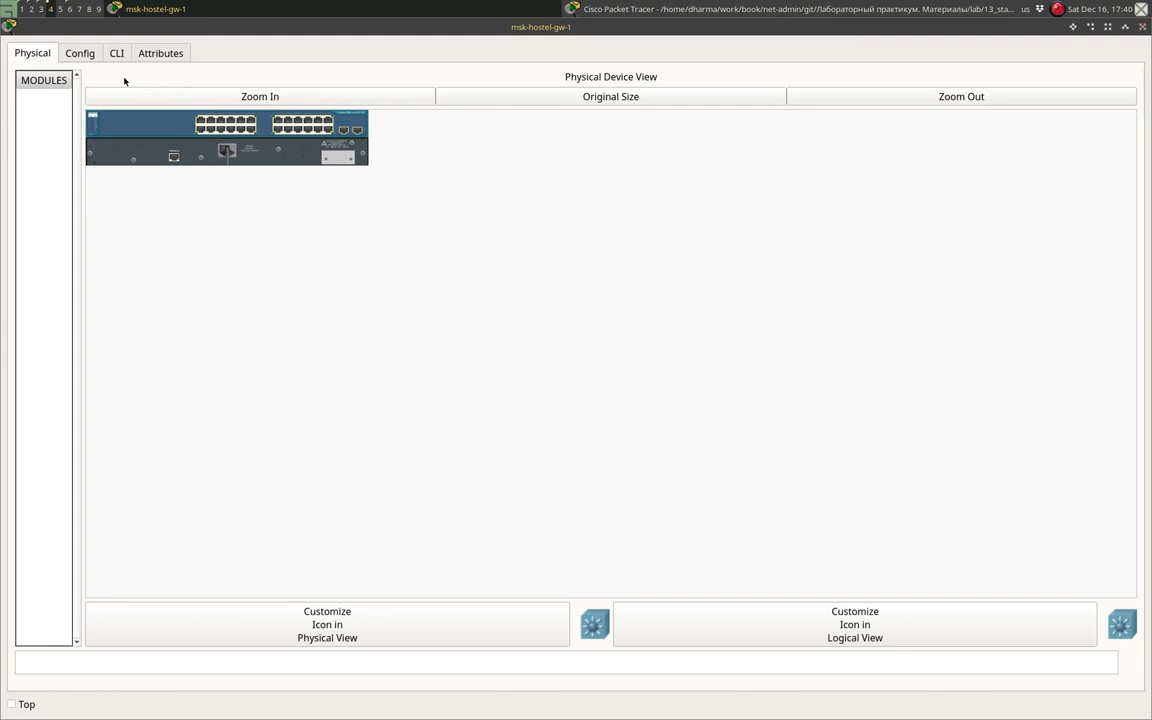 1 2 3 4 5 6 7 8 9 msk-hostel-gw-1 Cisco Packet Tracer - /home/dharma/work/book/net-admin/git/Лабораторный практикум. Материалы/lab/13_sta... us Sat Dec 16, 17:40
msk-hostel-gw-1
Physical Config CLI Attributes
MODULES
Physical Device View
Zoom In Original Size Zoom Out
Customize
Icon in
Physical View
Customize
Icon in
Logical View
Top